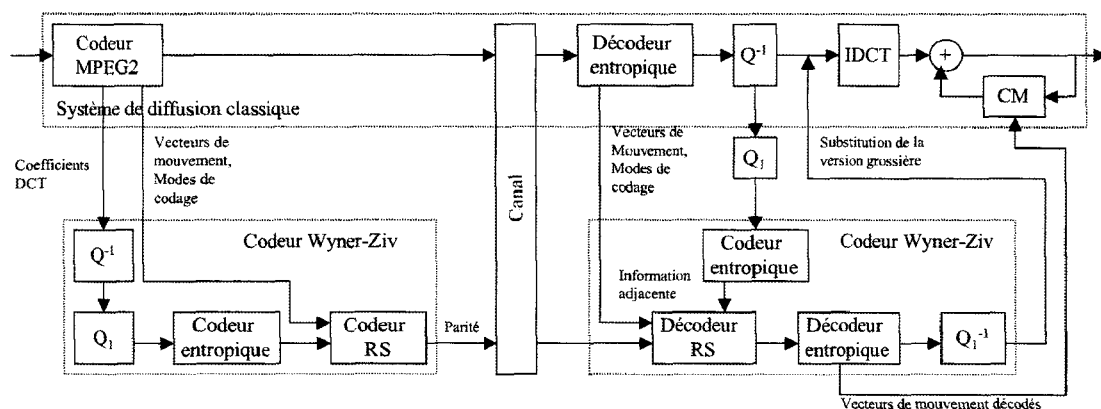 Codeur
MPEG2
Décodeur
entropique
Q-1
IDCT
+
CM
Système de diffusion classique
Coefficients
DCT
Vecteurs de
mouvement,
Modes de
codage
Canal
Vecteurs de
Mouvement,
Modes de
codage
Q1
Substitution de la
version grossière
Codeur Wyner-Ziv
Q-1
Q1
Codeur
entropique
Codeur
RS
Parité
Codeur Wyner-Ziv
Codeur
entropique
Information
adjacente
Décodeur
RS
Décodeur
entropique
Q1-1
Vecteurs de mouvement décodés